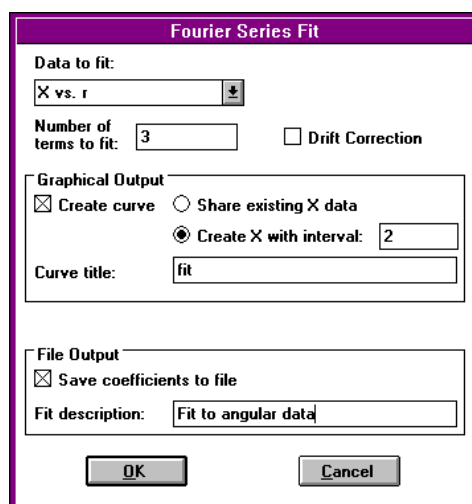 Fourier Series Fit
Data to fit:
X vs. r
Number of
terms to fit: 3 Drift Correction
Graphical Output
Create curve Share existing X data
Create X with interval: 2
Curve title: fit
File Output
Save coefficients to file
Fit description: Fit to angular data
OK Cancel